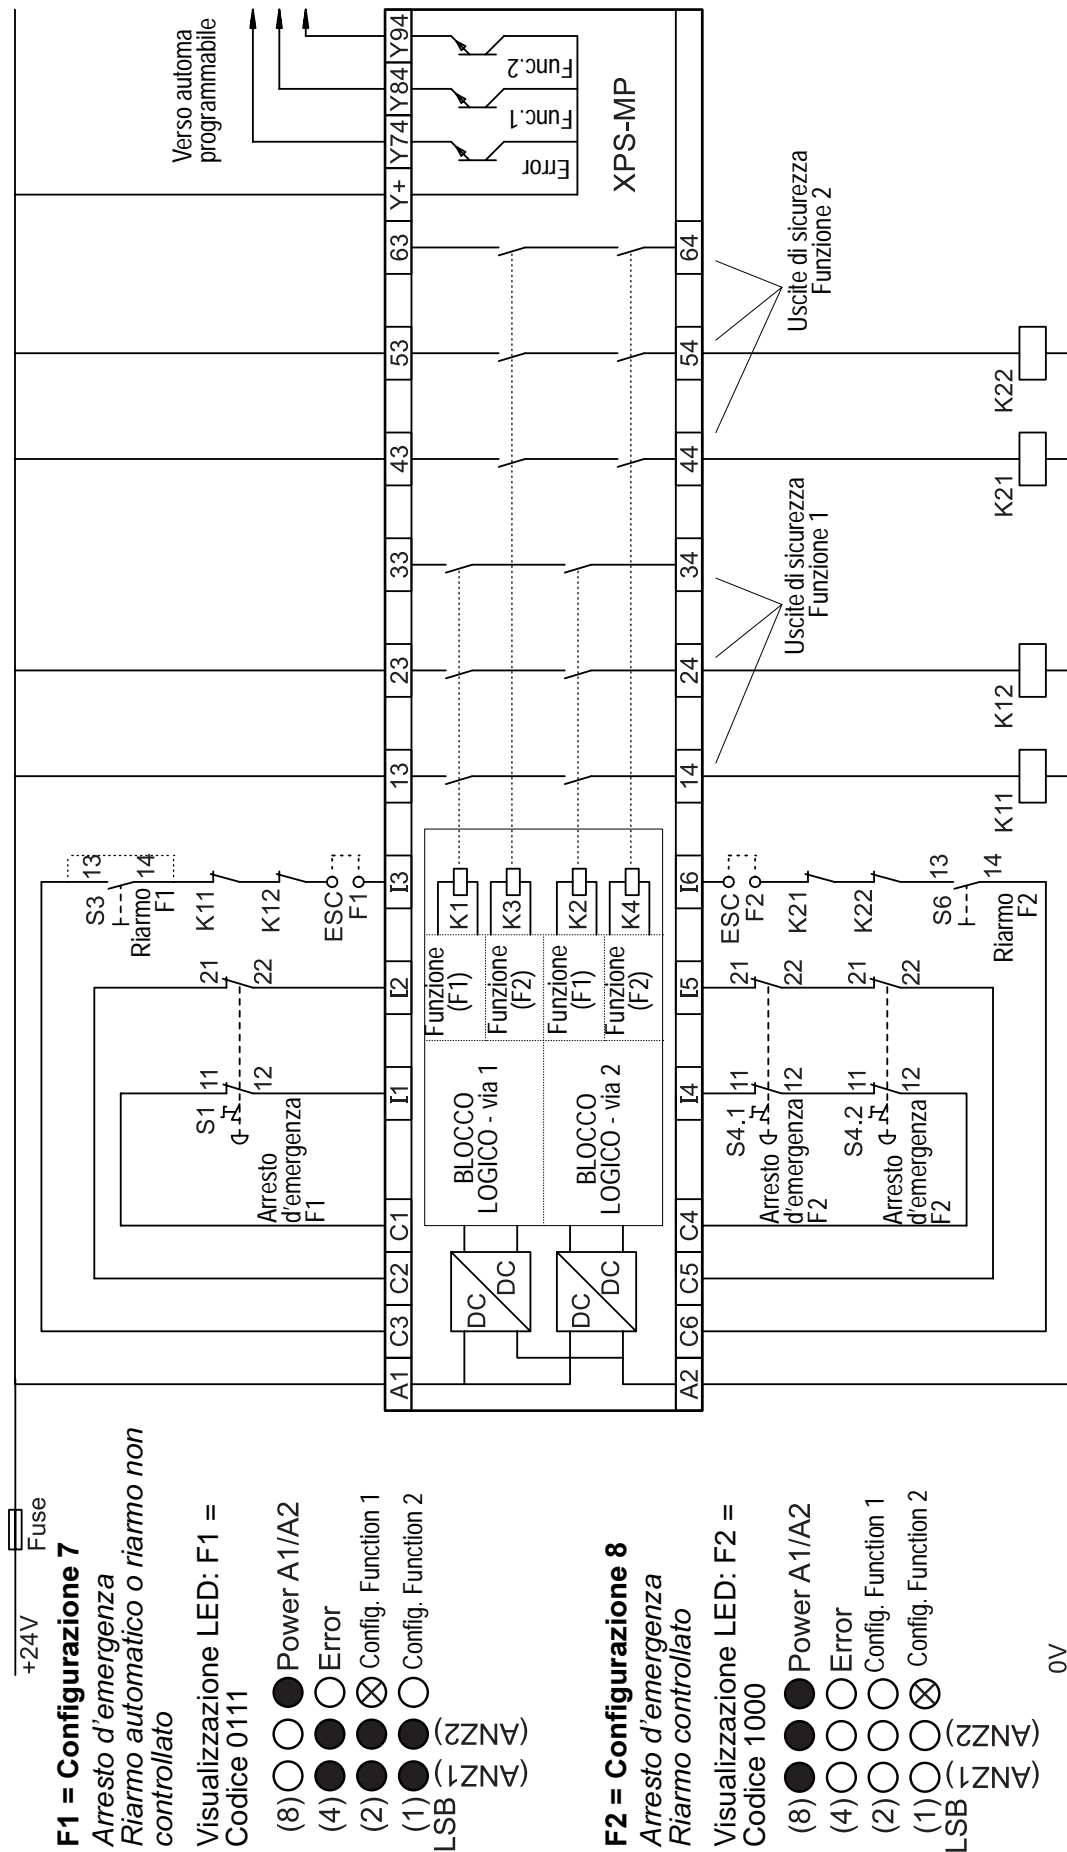 +24V
Fuse
F1 = Configurazione 7
Arresto d'emergenza
Riarmo automatico o riarmo non
controllato
Visualizzazione LED: F1 =
Codice 0111
(8) Power A1/A2
(4) Error
(2) Config. Function 1
(1) Config. Function 2
LSB
(ANZ1)
(ANZ2)
F2 = Configurazione 8
Arresto d'emergenza
Riarmo controllato
Visualizzazione LED: F2 =
Codice 1000
(8) Power A1/A2
(4) Error
(2) Config. Function 1
(1) Config. Function 2
LSB
(ANZ1)
(ANZ2)
0V
S1
11
12
21
22
Arresto
d'emergenza
F1
S3
13
14
Riarmo
F1
K11
K12
ESC
F1
Verso automa
programmabile
A1
C3
C2
C1
I1
I2
I3
13
23
33
43
53
63
Y+
Y74
Y84
Y94
DC
DC
DC
DC
BLOCCO
LOGICO - via 1
BLOCCO
LOGICO - via 2
Funzione
(F1)
Funzione
(F2)
Funzione
(F1)
Funzione
(F2)
K1
K3
K2
K4
Error
Func.1
Func.2
XPS-MP
A2
C6
C5
C4
I4
I5
I6
14
24
34
44
54
64
S4.1
11
12
21
22
Arresto
d'emergenza
F2
S4.2
11
12
21
22
Arresto
d'emergenza
F2
ESC
F2
K21
K22
S6
13
14
Riarmo
F2
Uscite di sicurezza
Funzione 1
Uscite di sicurezza
Funzione 2
K11
K12
K21
K22